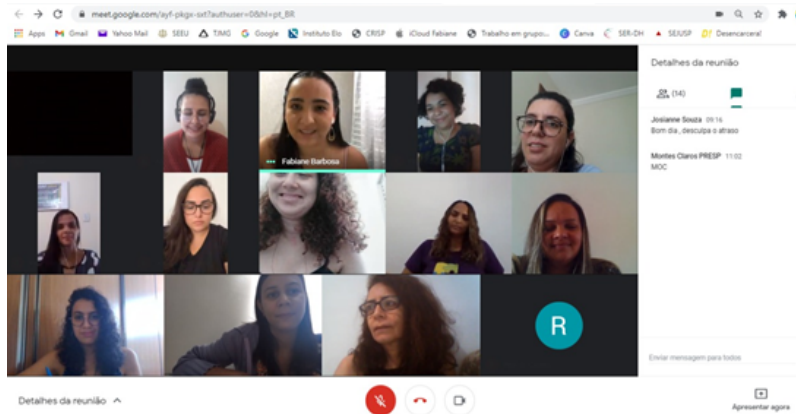 meet.google.com/ayf-pkgx-sxt?authuser=0&hl=pt_BR
Apps Gmail Yahoo Mail SEEU TJMG Google Instituto Elo CRISP iCloud Fabiane Trabalho em grupo... Canva SER-DH SEJUSP Desencarcera!
Detalhes da reunião
(14)
Josianne Souza 09:16
Bom dia , desculpa o atraso
Montes Claros PRESP 11:02
MOC
Fabiane Barbosa
R
Enviar mensagem para todos
Detalhes da reunião
Apresentar agora